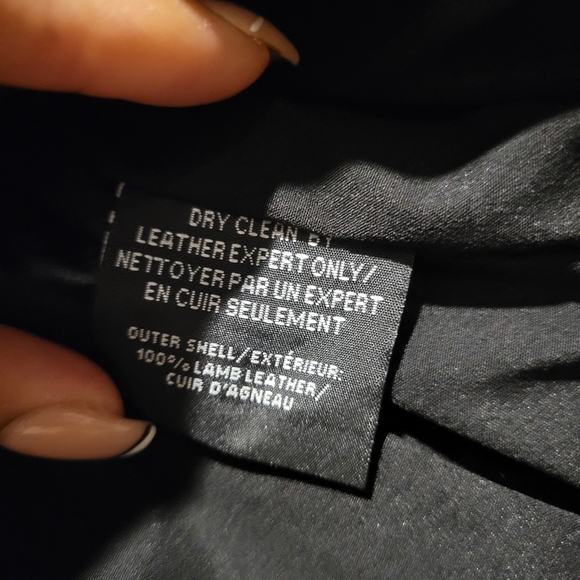 DRY CLEAN BY
LEATHER EXPERT ONLY/
NETTOYER PAR UN EXPERT
EN CUIR SEULEMENT
OUTER SHELL/EXTÉRIEUR:
100% LAMB LEATHER/
CUIR D'AGNEAU